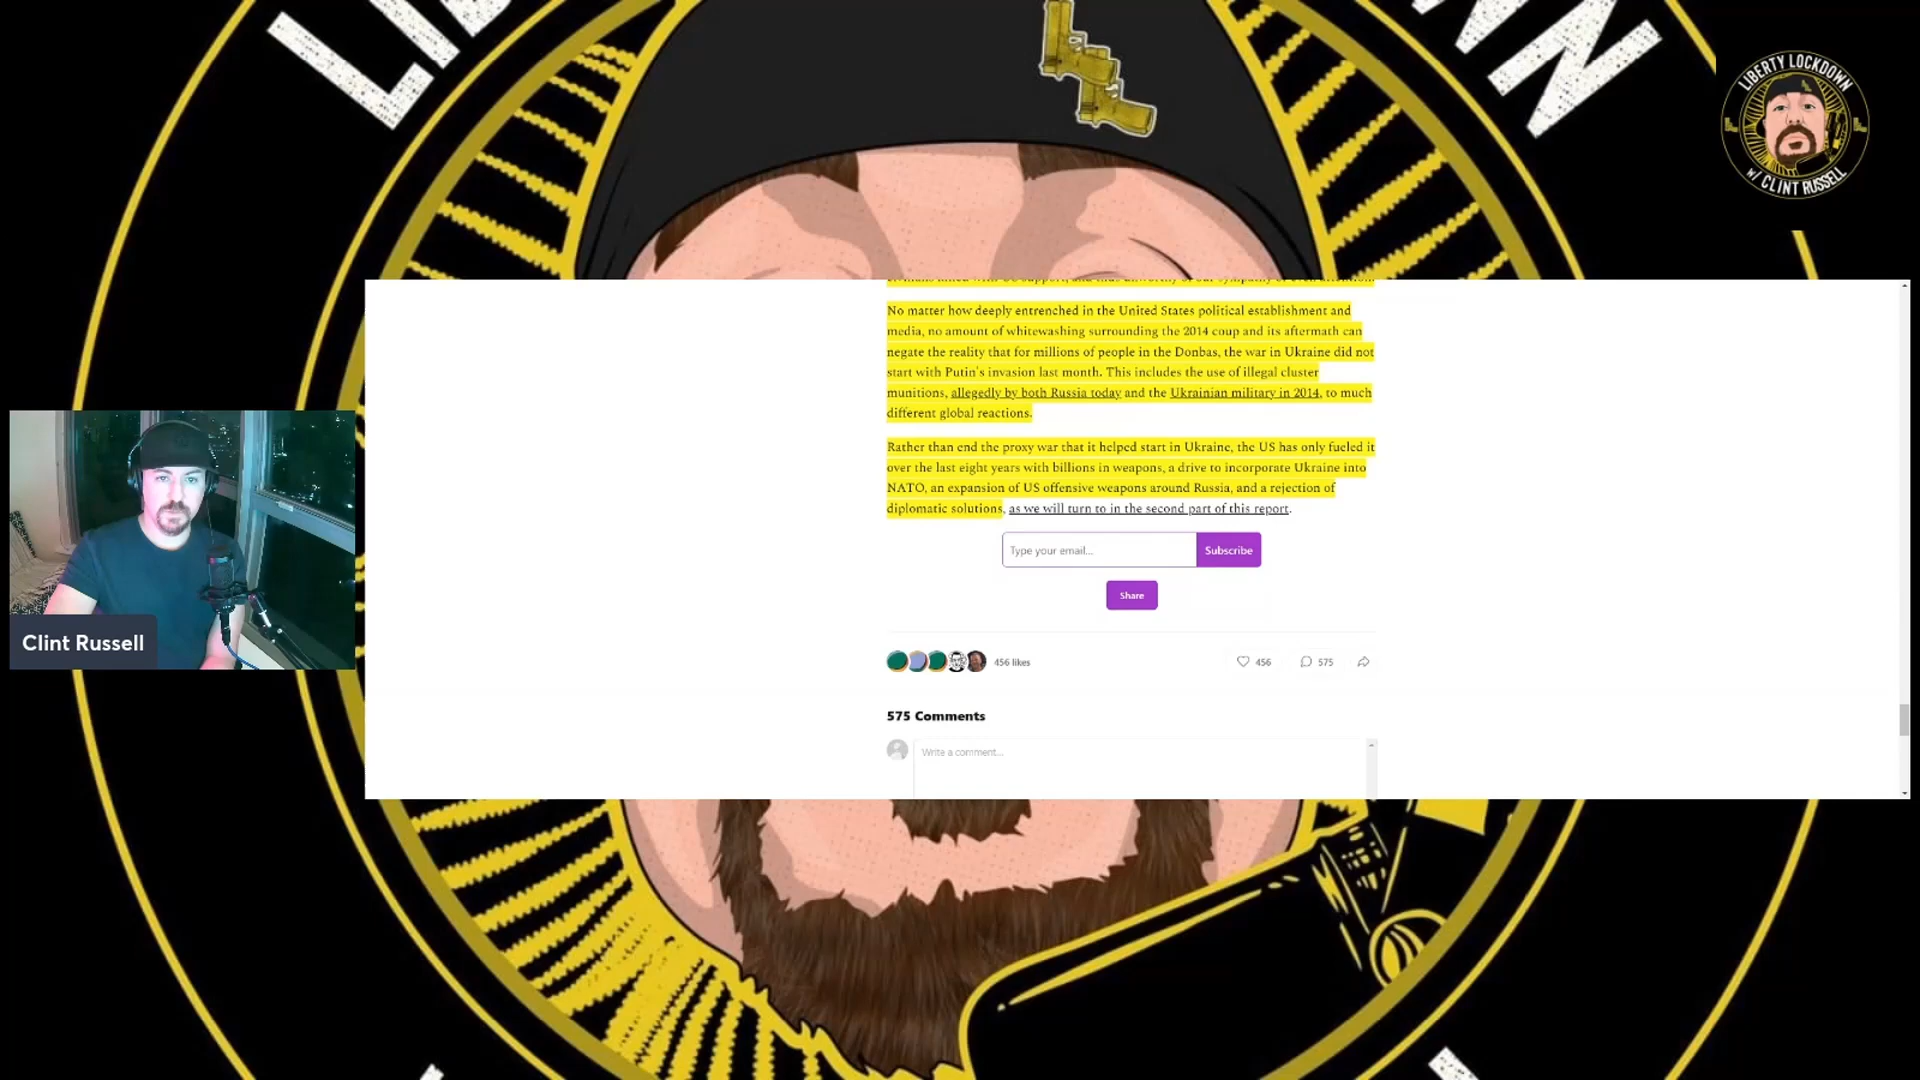 LIBERTY LOCKDOWN
W/ CLINT RUSSELL
No matter how deeply entrenched in the United States political establishment and
media, no amount of whitewashing surrounding the 2014 coup and its aftermath can
negate the reality that for millions of people in the Donbas, the war in Ukraine did not
start with Putin's invasion last month. This includes the use of illegal cluster
munitions, allegedly by both Russia today and the Ukrainian military in 2014, to much
different global reactions.
Rather than end the proxy war that it helped start in Ukraine, the US has only fueled it
over the last eight years with billions in weapons, a drive to incorporate Ukraine into
NATO, an expansion of US offensive weapons around Russia, and a rejection of
diplomatic solutions, as we will turn to in the second part of this report.
Type your email...
Subscribe
Share
456 likes
456
575
575 Comments
Write a comment...
Clint Russell